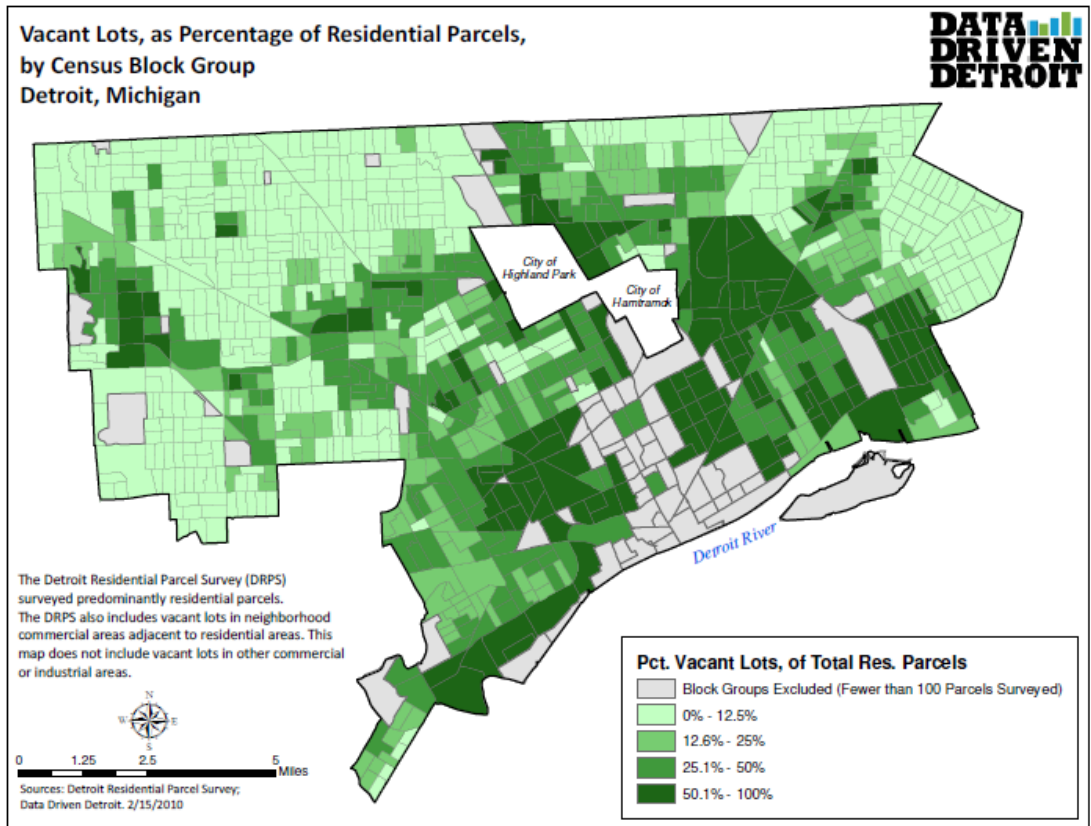 Vacant Lots, as Percentage of Residential Parcels,
by Census Block Group
Detroit, Michigan
DATA
DRIVEN
DETROIT
City of
Highland Park
City of
Hamtramck
Detroit River
The Detroit Residential Parcel Survey (DRPS)
surveyed predominantly residential parcels.
The DRPS also includes vacant lots in neighborhood
commercial areas adjacent to residential areas. This
map does not include vacant lots in other commercial
or industrial areas.
N
W E
S
0 1.25 2.5 5
Miles
Sources: Detroit Residential Parcel Survey;
Data Driven Detroit. 2/15/2010
Pct. Vacant Lots, of Total Res. Parcels
Block Groups Excluded (Fewer than 100 Parcels Surveyed)
0% - 12.5%
12.6% - 25%
25.1% - 50%
50.1% - 100%